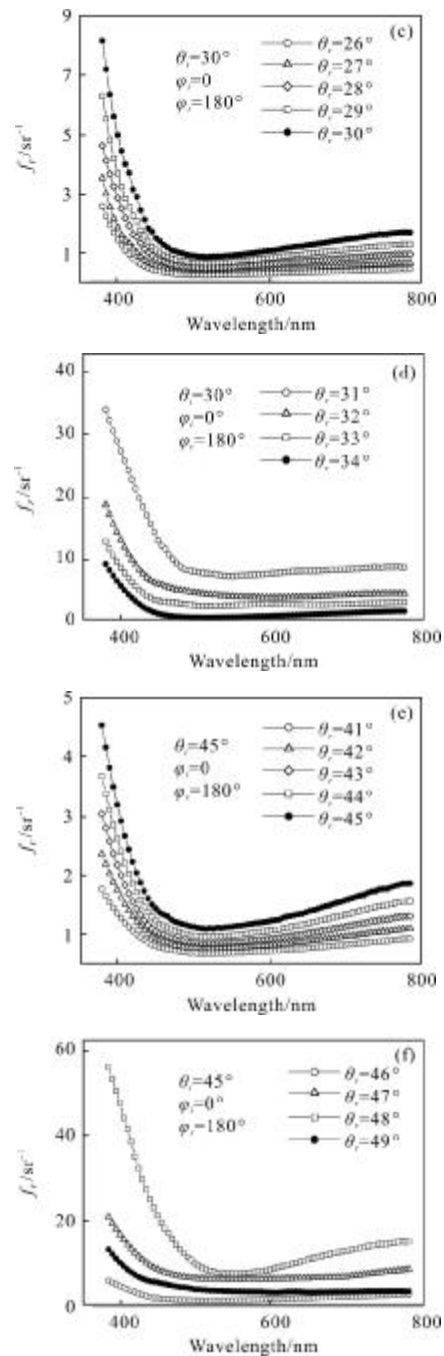 9
(c)
θi=30°
φi=0
φr=180°
θr=26°
θr=27°
θr=28°
θr=29°
θr=30°
7
5
3
1
fr/sr-1
400
600
800
Wavelength/nm
40
(d)
θi=30°
φi=0°
φr=180°
θr=31°
θr=32°
θr=33°
θr=34°
30
20
10
0
fr/sr-1
400
600
800
Wavelength/nm
5
(e)
θi=45°
φi=0
φr=180°
θr=41°
θr=42°
θr=43°
θr=44°
θr=45°
4
3
2
1
fr/sr-1
400
600
800
Wavelength/nm
60
(f)
θi=45°
φi=0°
φr=180°
θr=46°
θr=47°
θr=48°
θr=49°
40
20
10
0
fr/sr-1
400
600
800
Wavelength/nm